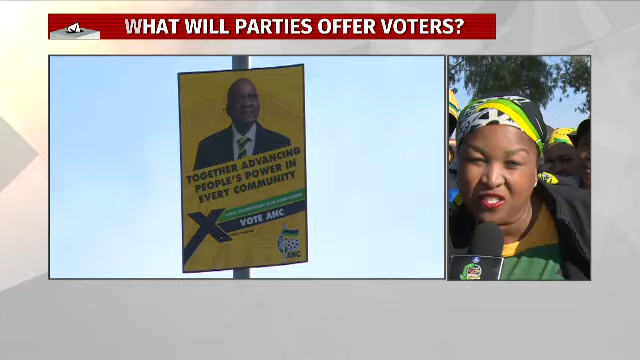 WHAT WILL PARTIES OFFER VOTERS?
TOGETHER ADVANCING
PEOPLE'S POWER IN
EVERY COMMUNITY
VOTE ANC
ANC